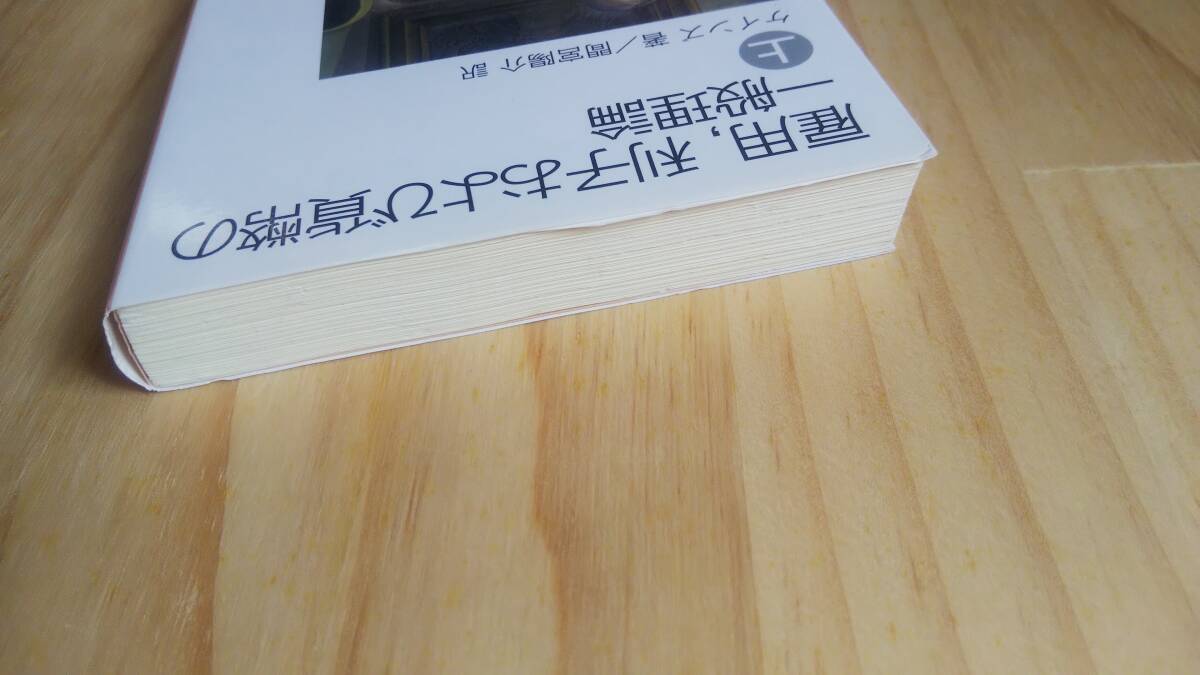 雇用,利子および貨幣の
一般理論
上
ケインズ 著/間宮陽介 訳